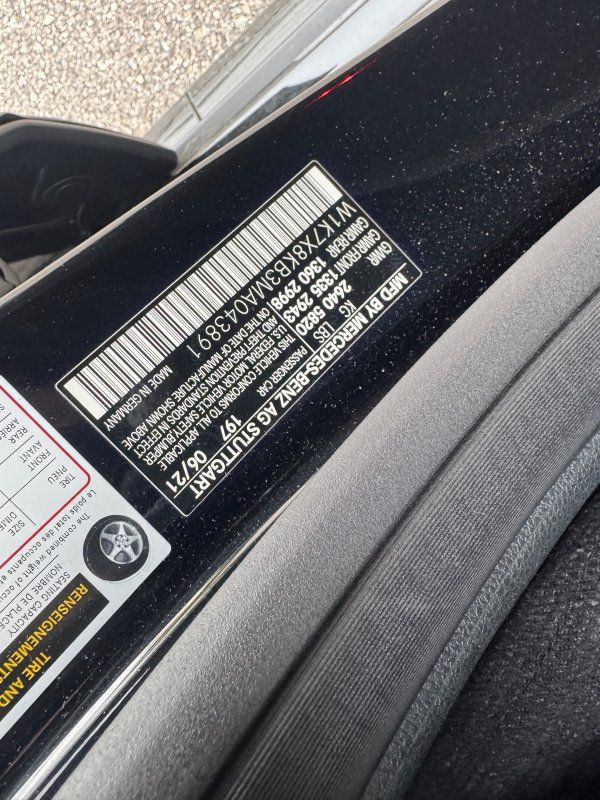 MFD BY MERCEDES-BENZ AG STUTTGART
KG LBS
GVWR 2640 5820
GAWR FRONT 1335 2943
GAWR REAR 1360 2998
06/21
197
PASSENGER CAR
THIS VEHICLE CONFORMS TO ALL APPLICABLE
U.S. FEDERAL MOTOR VEHICLE SAFETY/BUMPER
AND THEFT PREVENTION STANDARDS IN EFFECT
ON THE DATE OF MANUFACTURE SHOWN ABOVE
W1K7X8KB3MA043891
MADE IN GERMANY
TIRE AND
RENSEIGNEMENTS
SEATING CAPACITY
NOMBRE DE PLACE
The combined weight of occu
Le poids total des occupants e
TIRE
PNEU
SIZE
DIME
FRONT
AVANT
REAR
ARRIÈ